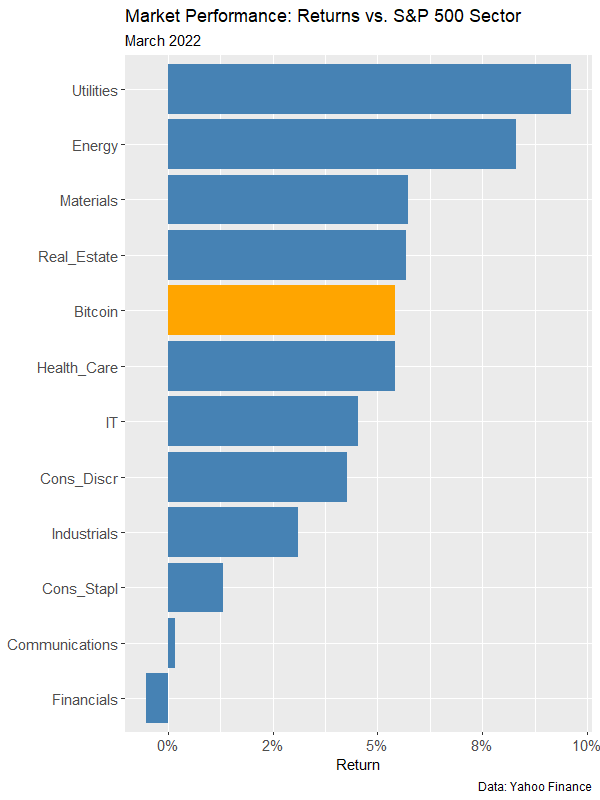 Market Performance: Returns vs. S&P 500 Sector
March 2022
Utilities
Energy
Materials
Real_Estate
Bitcoin
Health_Care
IT
Cons_Discr
Industrials
Cons_Stapl
Communications
Financials
0% 2% 5% 8% 10%
Return
Data: Yahoo Finance